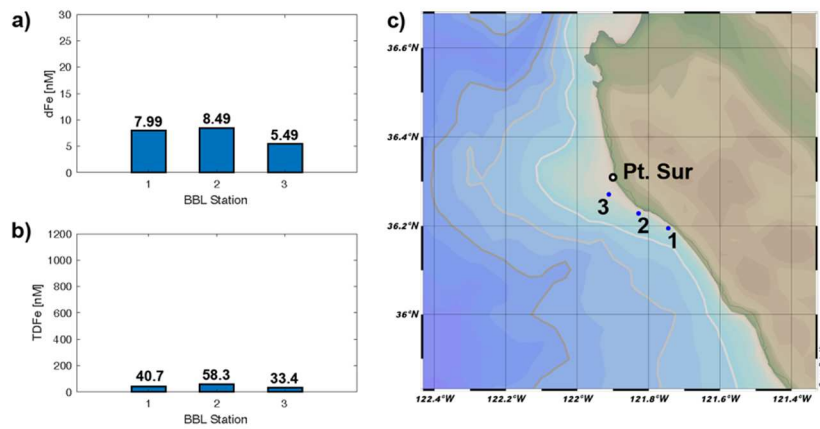 a)
30
25
20
15
10
5
0
dFe [nM]
7.99
8.49
5.49
1 2 3
BBL Station
b)
1200
1000
800
600
400
200
0
TDFe [nM]
40.7
58.3
33.4
1 2 3
BBL Station
c)
36.6°N
36.4°N
36.2°N
36°N
Pt. Sur
3
2
1
122.4°W 122.2°W 122°W 121.8°W 121.6°W 121.4°W